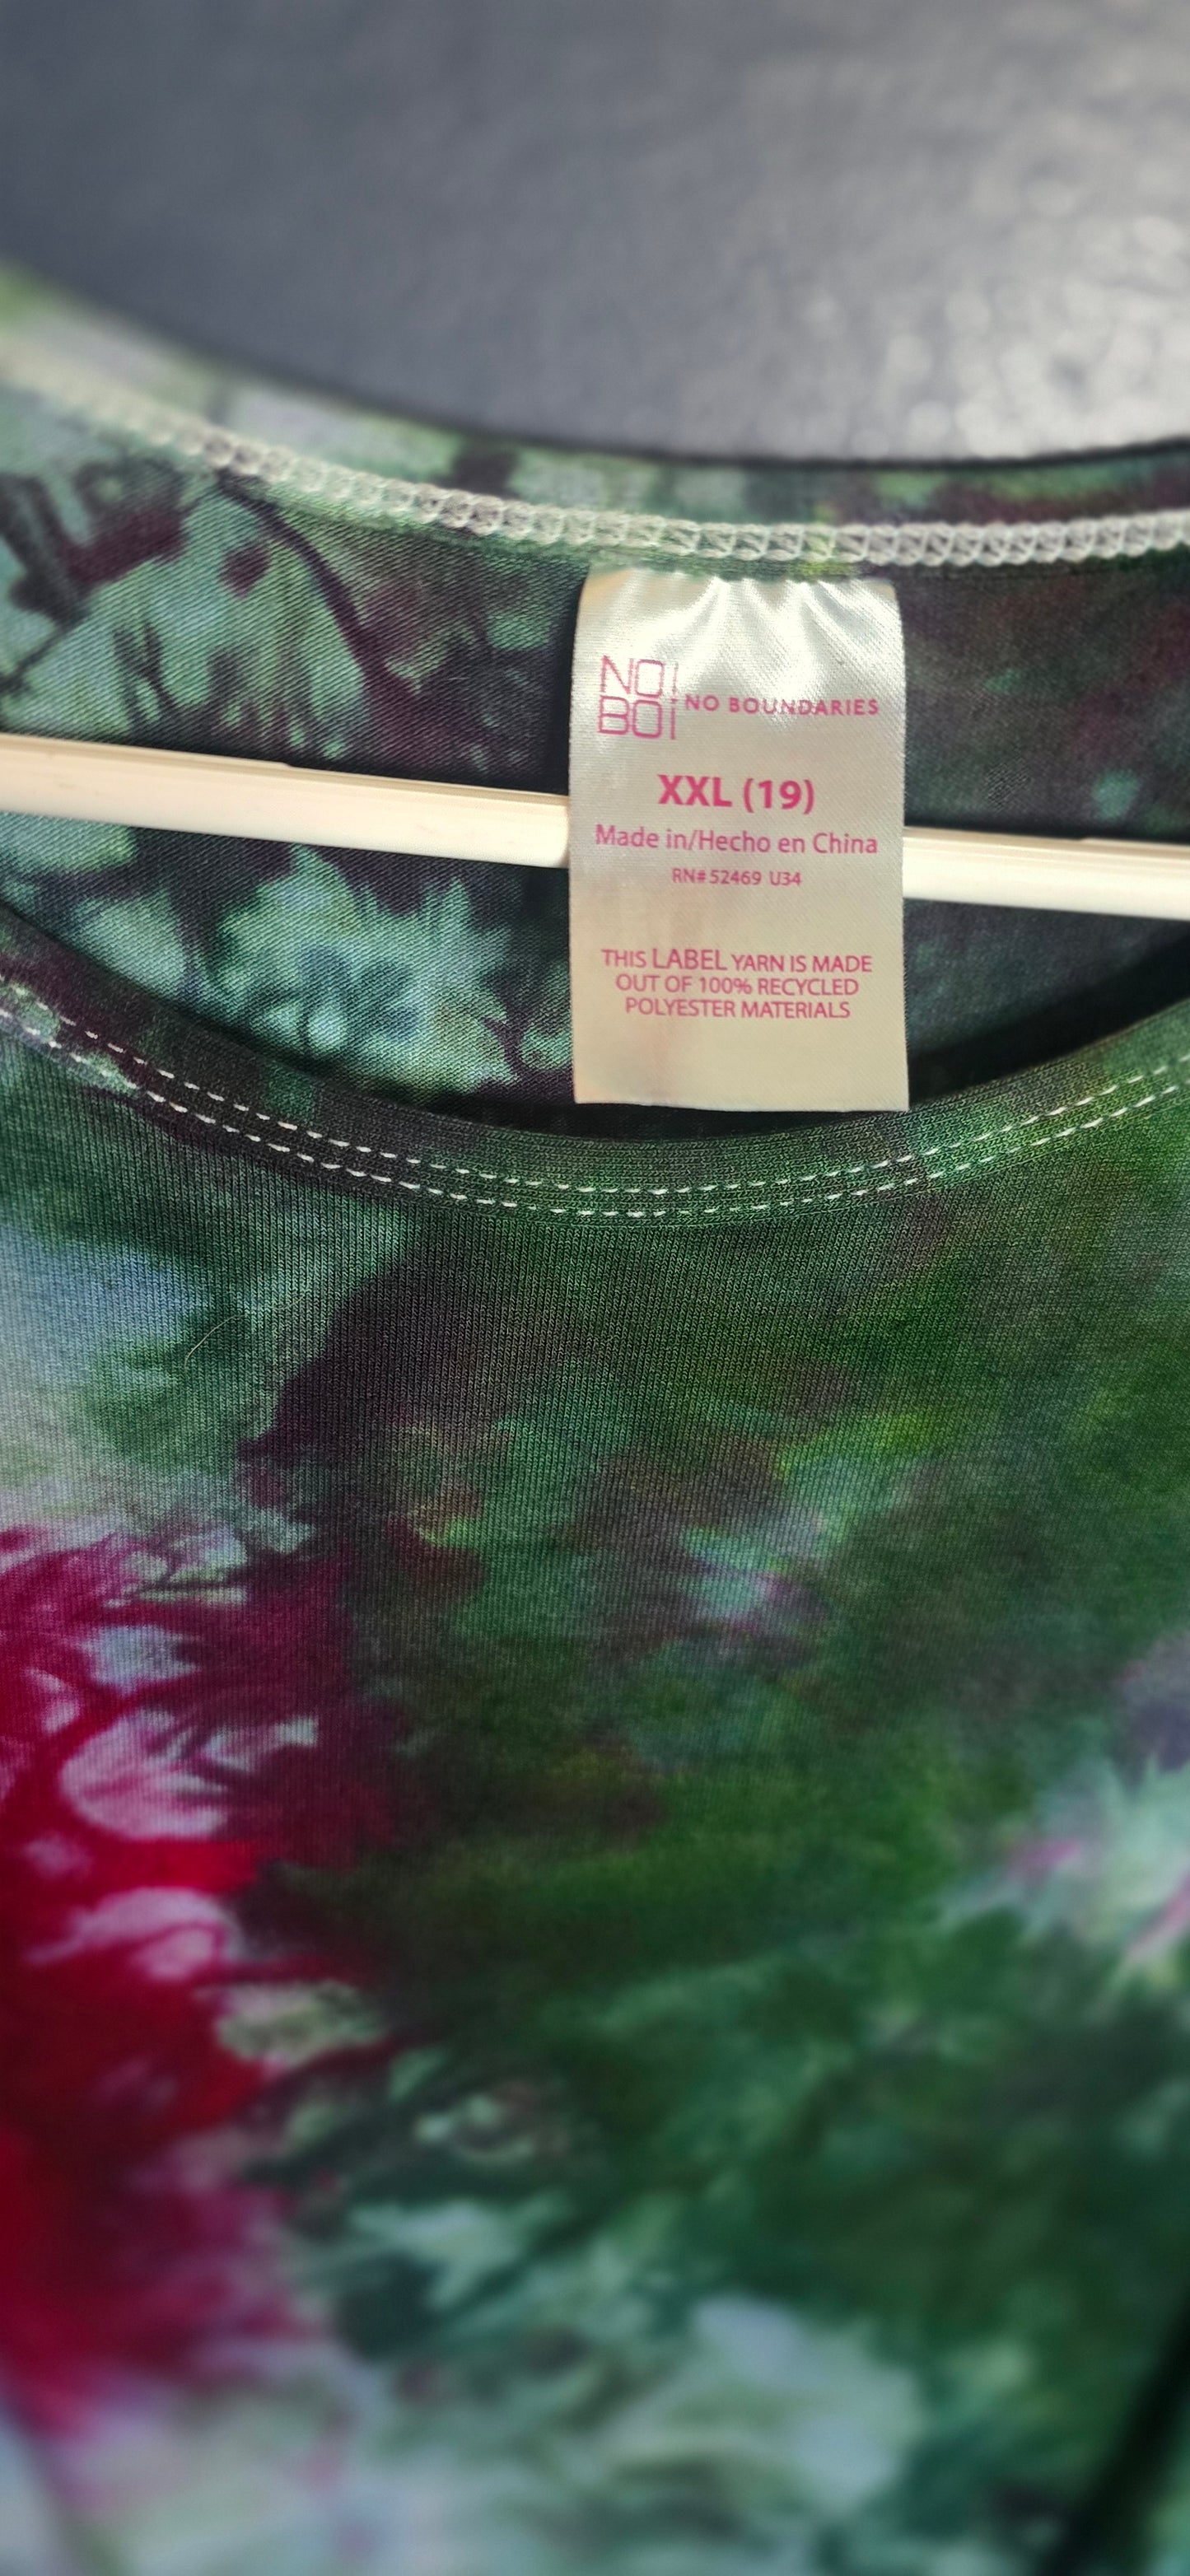 NO!
BO!
NO BOUNDARIES
XXL (19)
Made in/Hecho en China
RN# 52469 U34
THIS LABEL YARN IS MADE
OUT OF 100% RECYCLED
POLYESTER MATERIALS